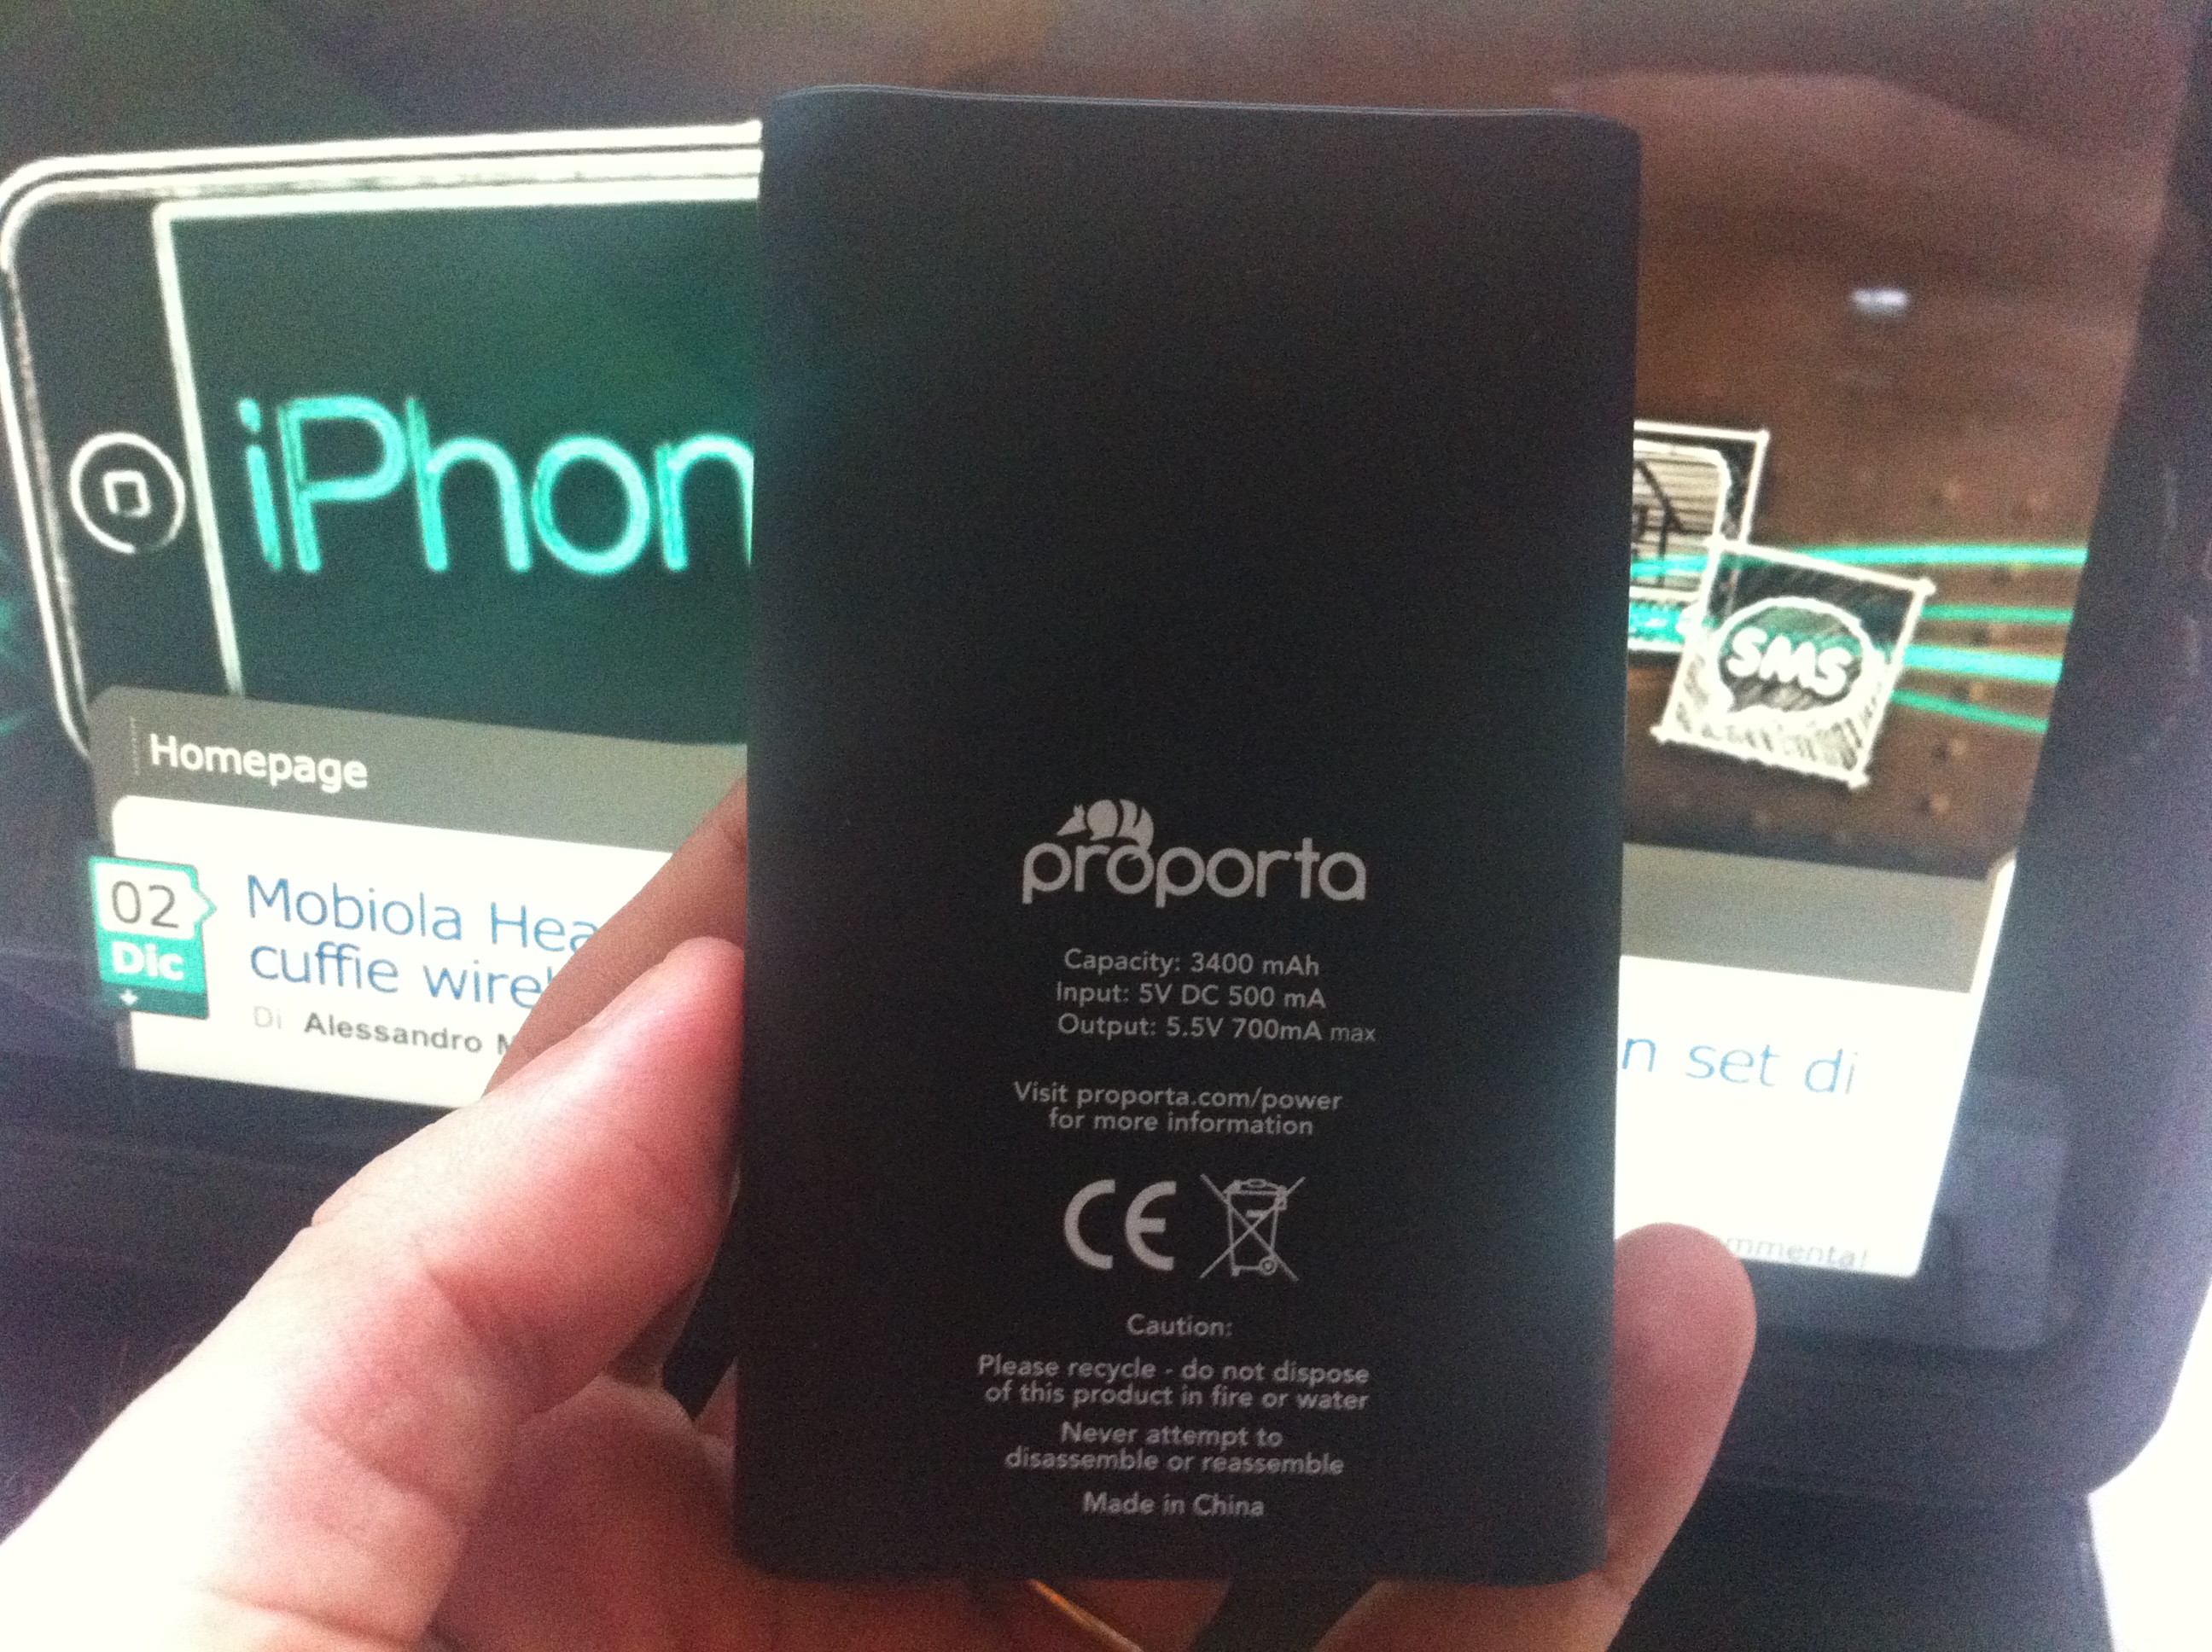 iPhon
SMS
Homepage
02
Dic
Mobiola Hea
cuffie wirel
n set di
Di Alessandro M
mmenta!
proporta
Capacity: 3400 mAh
Input: 5V DC 500 mA
Output: 5.5V 700mA max
Visit proporta.com/power
for more information
CE
Caution:
Please recycle - do not dispose
of this product in fire or water
Never attempt to
disassemble or reassemble
Made in China